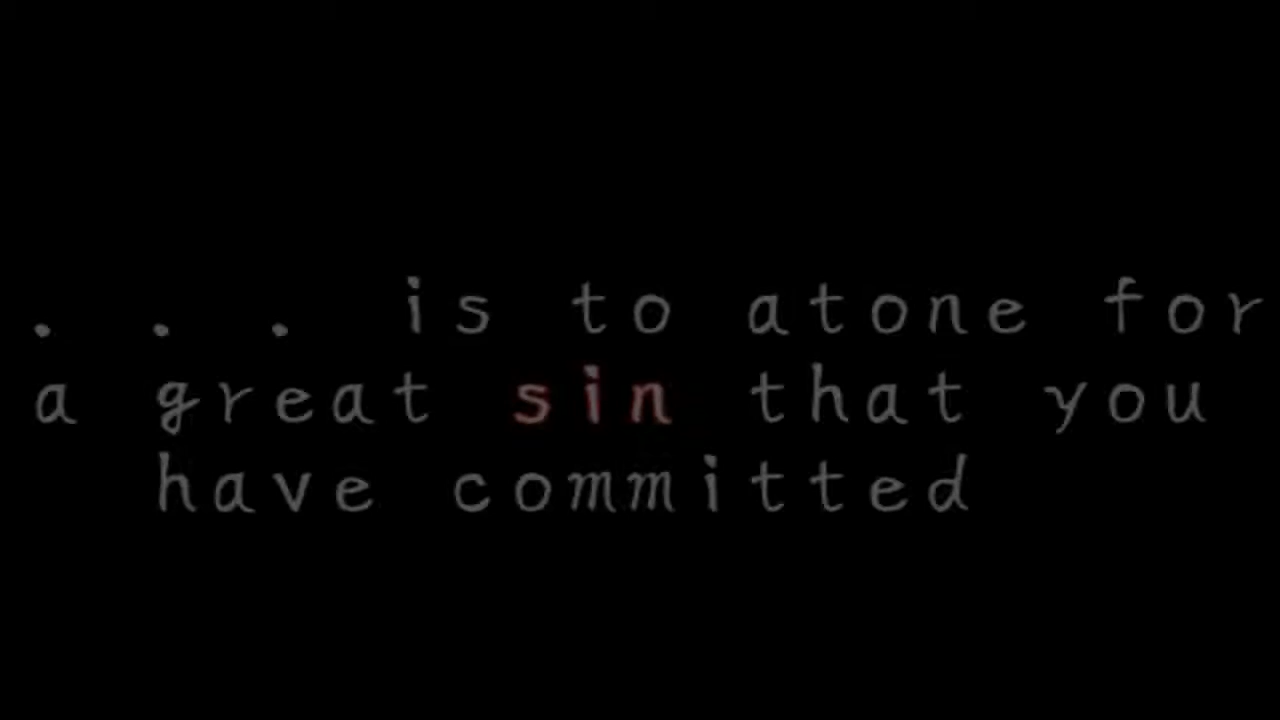 . . . is to atone for
a great sin that you
have committed